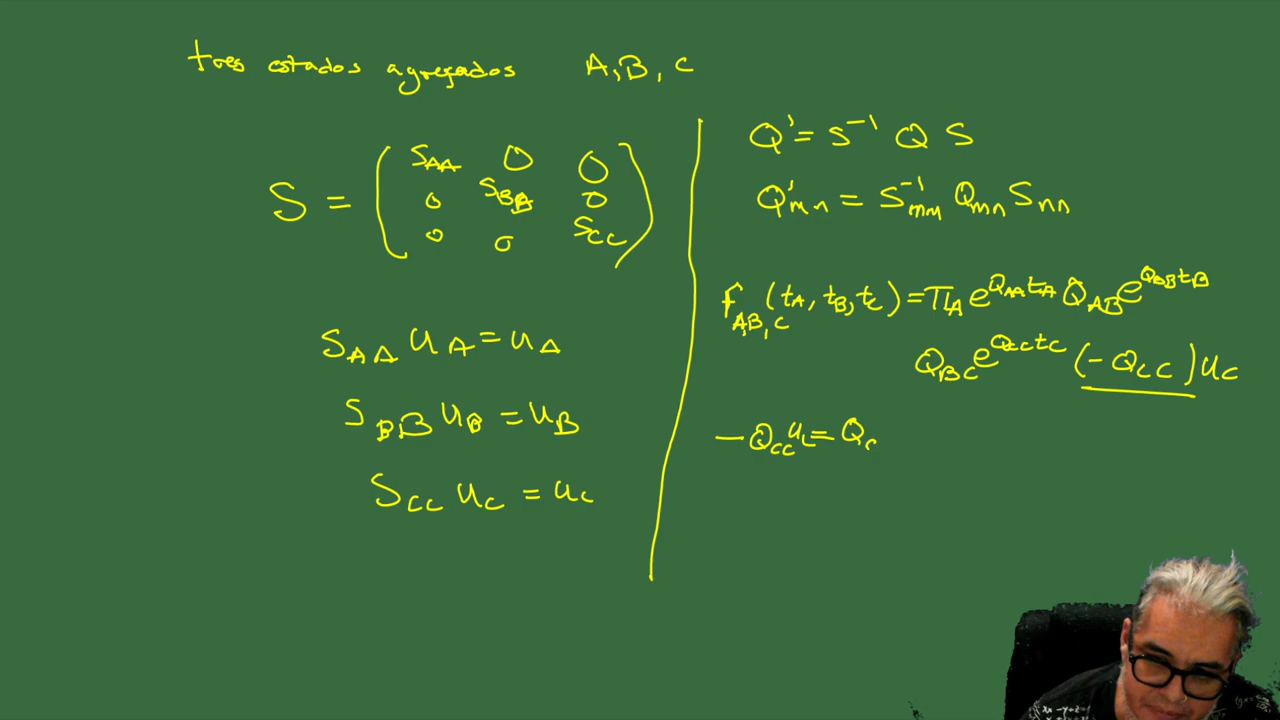 tres estados agregados A, B, C
S = ( S_AA 0 0
0 S_BB 0
0 0 S_CC )
S_AA u_A = u_A
S_BB u_B = u_B
S_CC u_C = u_C
Q' = S^-1 Q S
Q'_mn = S^-1_mm Q_mn S_nn
f_A,B,C (t_A, t_B, t_C) = π_A e^Q_AA t_A Q_AB e^Q_BB t_B
Q_BC e^Q_CC t_C (-Q_CC) u_C
-Q_CC u_C = Q_C